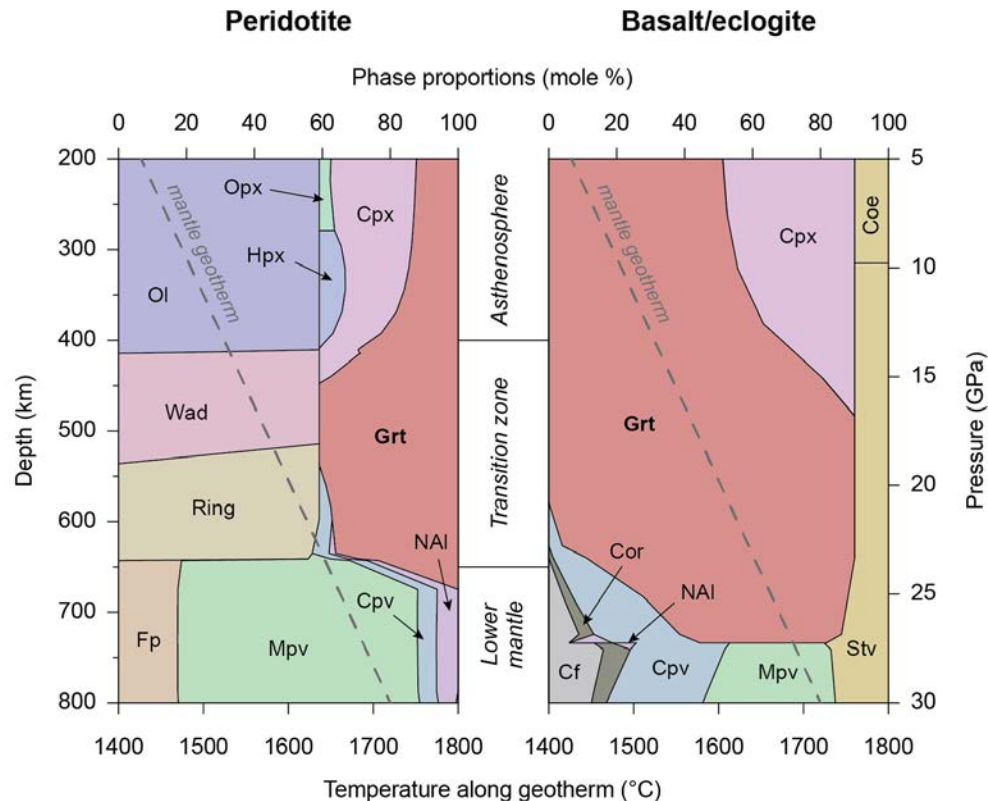 Peridotite Basalt/eclogite
Phase proportions (mole %)
0 20 40 60 80 100 0 20 40 60 80 100
200 5
Opx
Cpx
Hpx
mantle geotherm
Ol
Asthenosphere
mantle geotherm
Cpx
Coe
300
10
400
Wad
15
500
Grt
Transition zone
Grt
Depth (km)
Pressure (GPa)
20
Ring
600
NAl
Cor
25
Cpv
NAl
700
Fp
Mpv
Lower
mantle
Cf
Cpv
Mpv
Stv
800 30
1400 1500 1600 1700 1800 1400 1500 1600 1700 1800
Temperature along geotherm (°C)